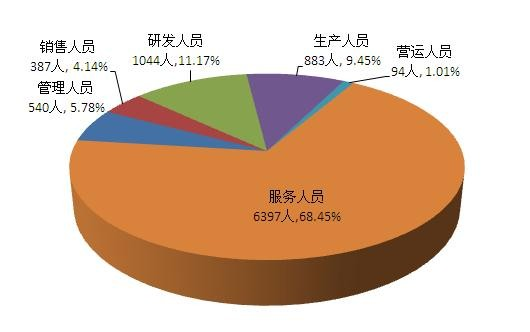 销售人员
387人, 4.14%
管理人员
540人, 5.78%
研发人员
1044人,11.17%
生产人员
883人, 9.45%
营运人员
94人, 1.01%
服务人员
6397人,68.45%